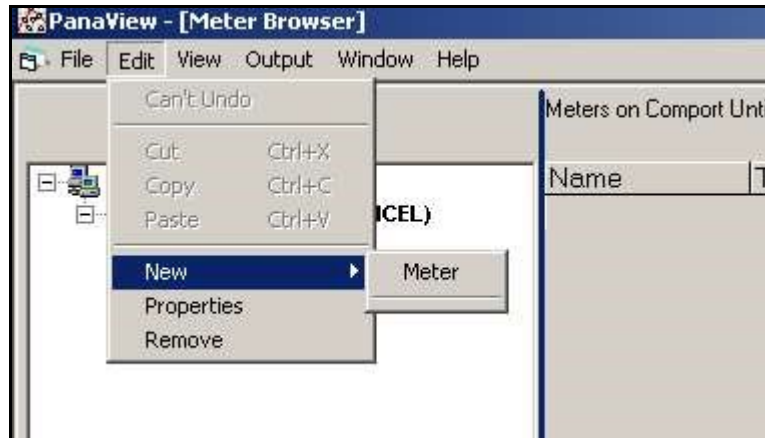 PanaView - [Meter Browser]
File Edit View Output Window Help
Can't Undo
Meters on Comport Unt
Cut Ctrl+X
Name T
Copy Ctrl+C
Paste Ctrl+V ICEL)
New Meter
Properties
Remove